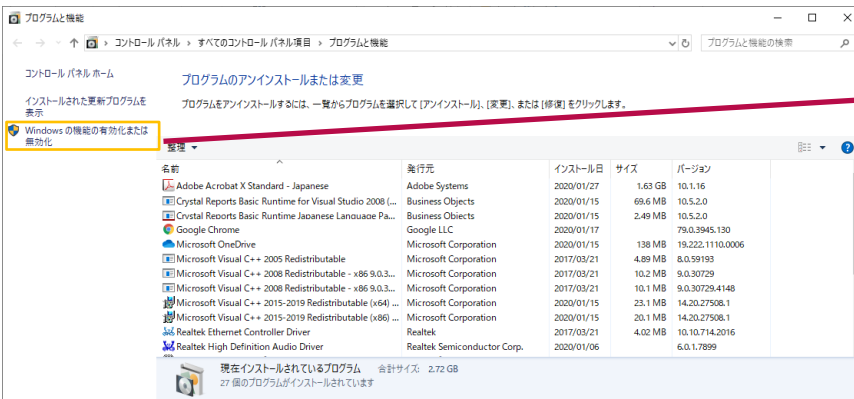 プログラムと機能
コントロール パネル › すべてのコントロール パネル項目 › プログラムと機能
プログラムと機能の検索
コントロール パネル ホーム
インストールされた更新プログラムを
表示
Windows の機能の有効化または
無効化
プログラムのアンインストールまたは変更
プログラムをアンインストールするには、一覧からプログラムを選択して [アンインストール]、[変更]、または [修復] をクリックします。
整理
名前 発行元 インストール日 サイズ バージョン
Adobe Acrobat X Standard - Japanese Adobe Systems 2020/01/27 1.63 GB 10.1.16
Crystal Reports Basic Runtime for Visual Studio 2008 (... Business Objects 2020/01/15 69.6 MB 10.5.2.0
Crystal Reports Basic Runtime Japanese Language Pa... Business Objects 2020/01/15 2.49 MB 10.5.2.0
Google Chrome Google LLC 2020/01/17 79.0.3945.130
Microsoft OneDrive Microsoft Corporation 2020/01/15 138 MB 19.222.1110.0006
Microsoft Visual C++ 2005 Redistributable Microsoft Corporation 2017/03/21 4.89 MB 8.0.59193
Microsoft Visual C++ 2008 Redistributable - x86 9.0.3... Microsoft Corporation 2017/03/21 10.2 MB 9.0.30729
Microsoft Visual C++ 2008 Redistributable - x86 9.0.3... Microsoft Corporation 2017/03/21 10.1 MB 9.0.30729.4148
Microsoft Visual C++ 2015-2019 Redistributable (x64) ... Microsoft Corporation 2020/01/15 23.1 MB 14.20.27508.1
Microsoft Visual C++ 2015-2019 Redistributable (x86) ... Microsoft Corporation 2020/01/15 20.1 MB 14.20.27508.1
Realtek Ethernet Controller Driver Realtek 2017/03/21 4.02 MB 10.10.714.2016
Realtek High Definition Audio Driver Realtek Semiconductor Corp. 2020/01/06 6.0.1.7899
現在インストールされているプログラム 合計サイズ: 2.72 GB
27 個のプログラムがインストールされています